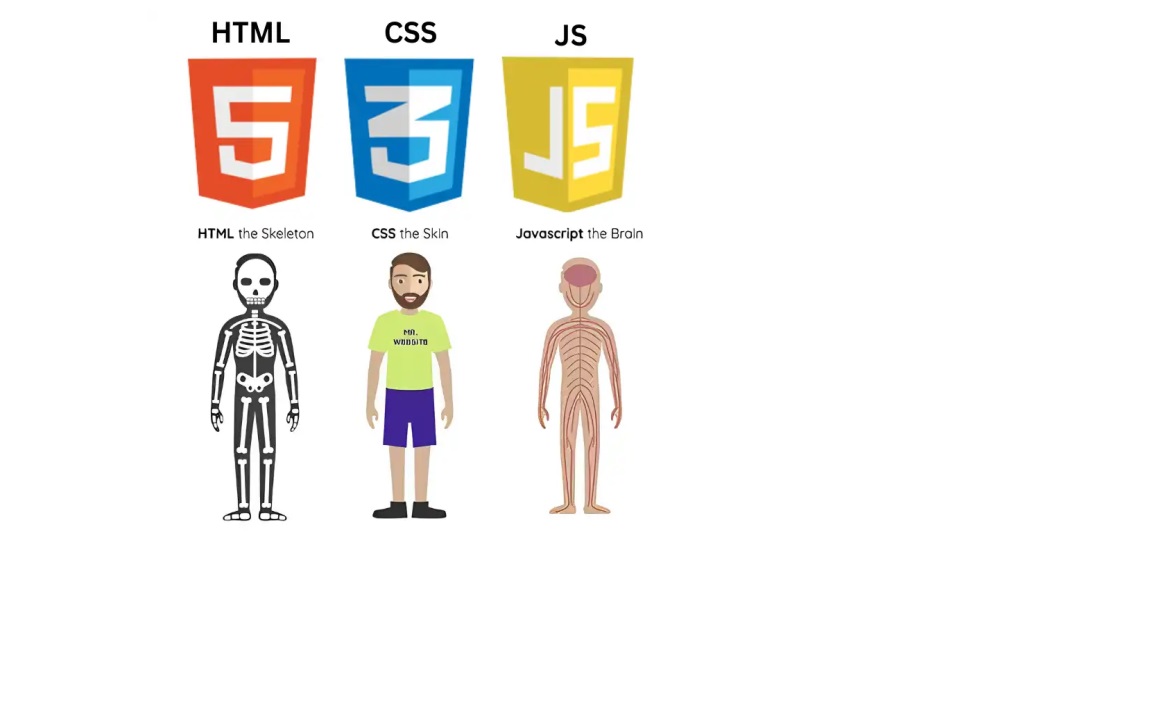 HTML
CSS
JS
5
3
JS
HTML the Skeleton
CSS the Skin
Javascript the Brain
MR.
WEBSITE